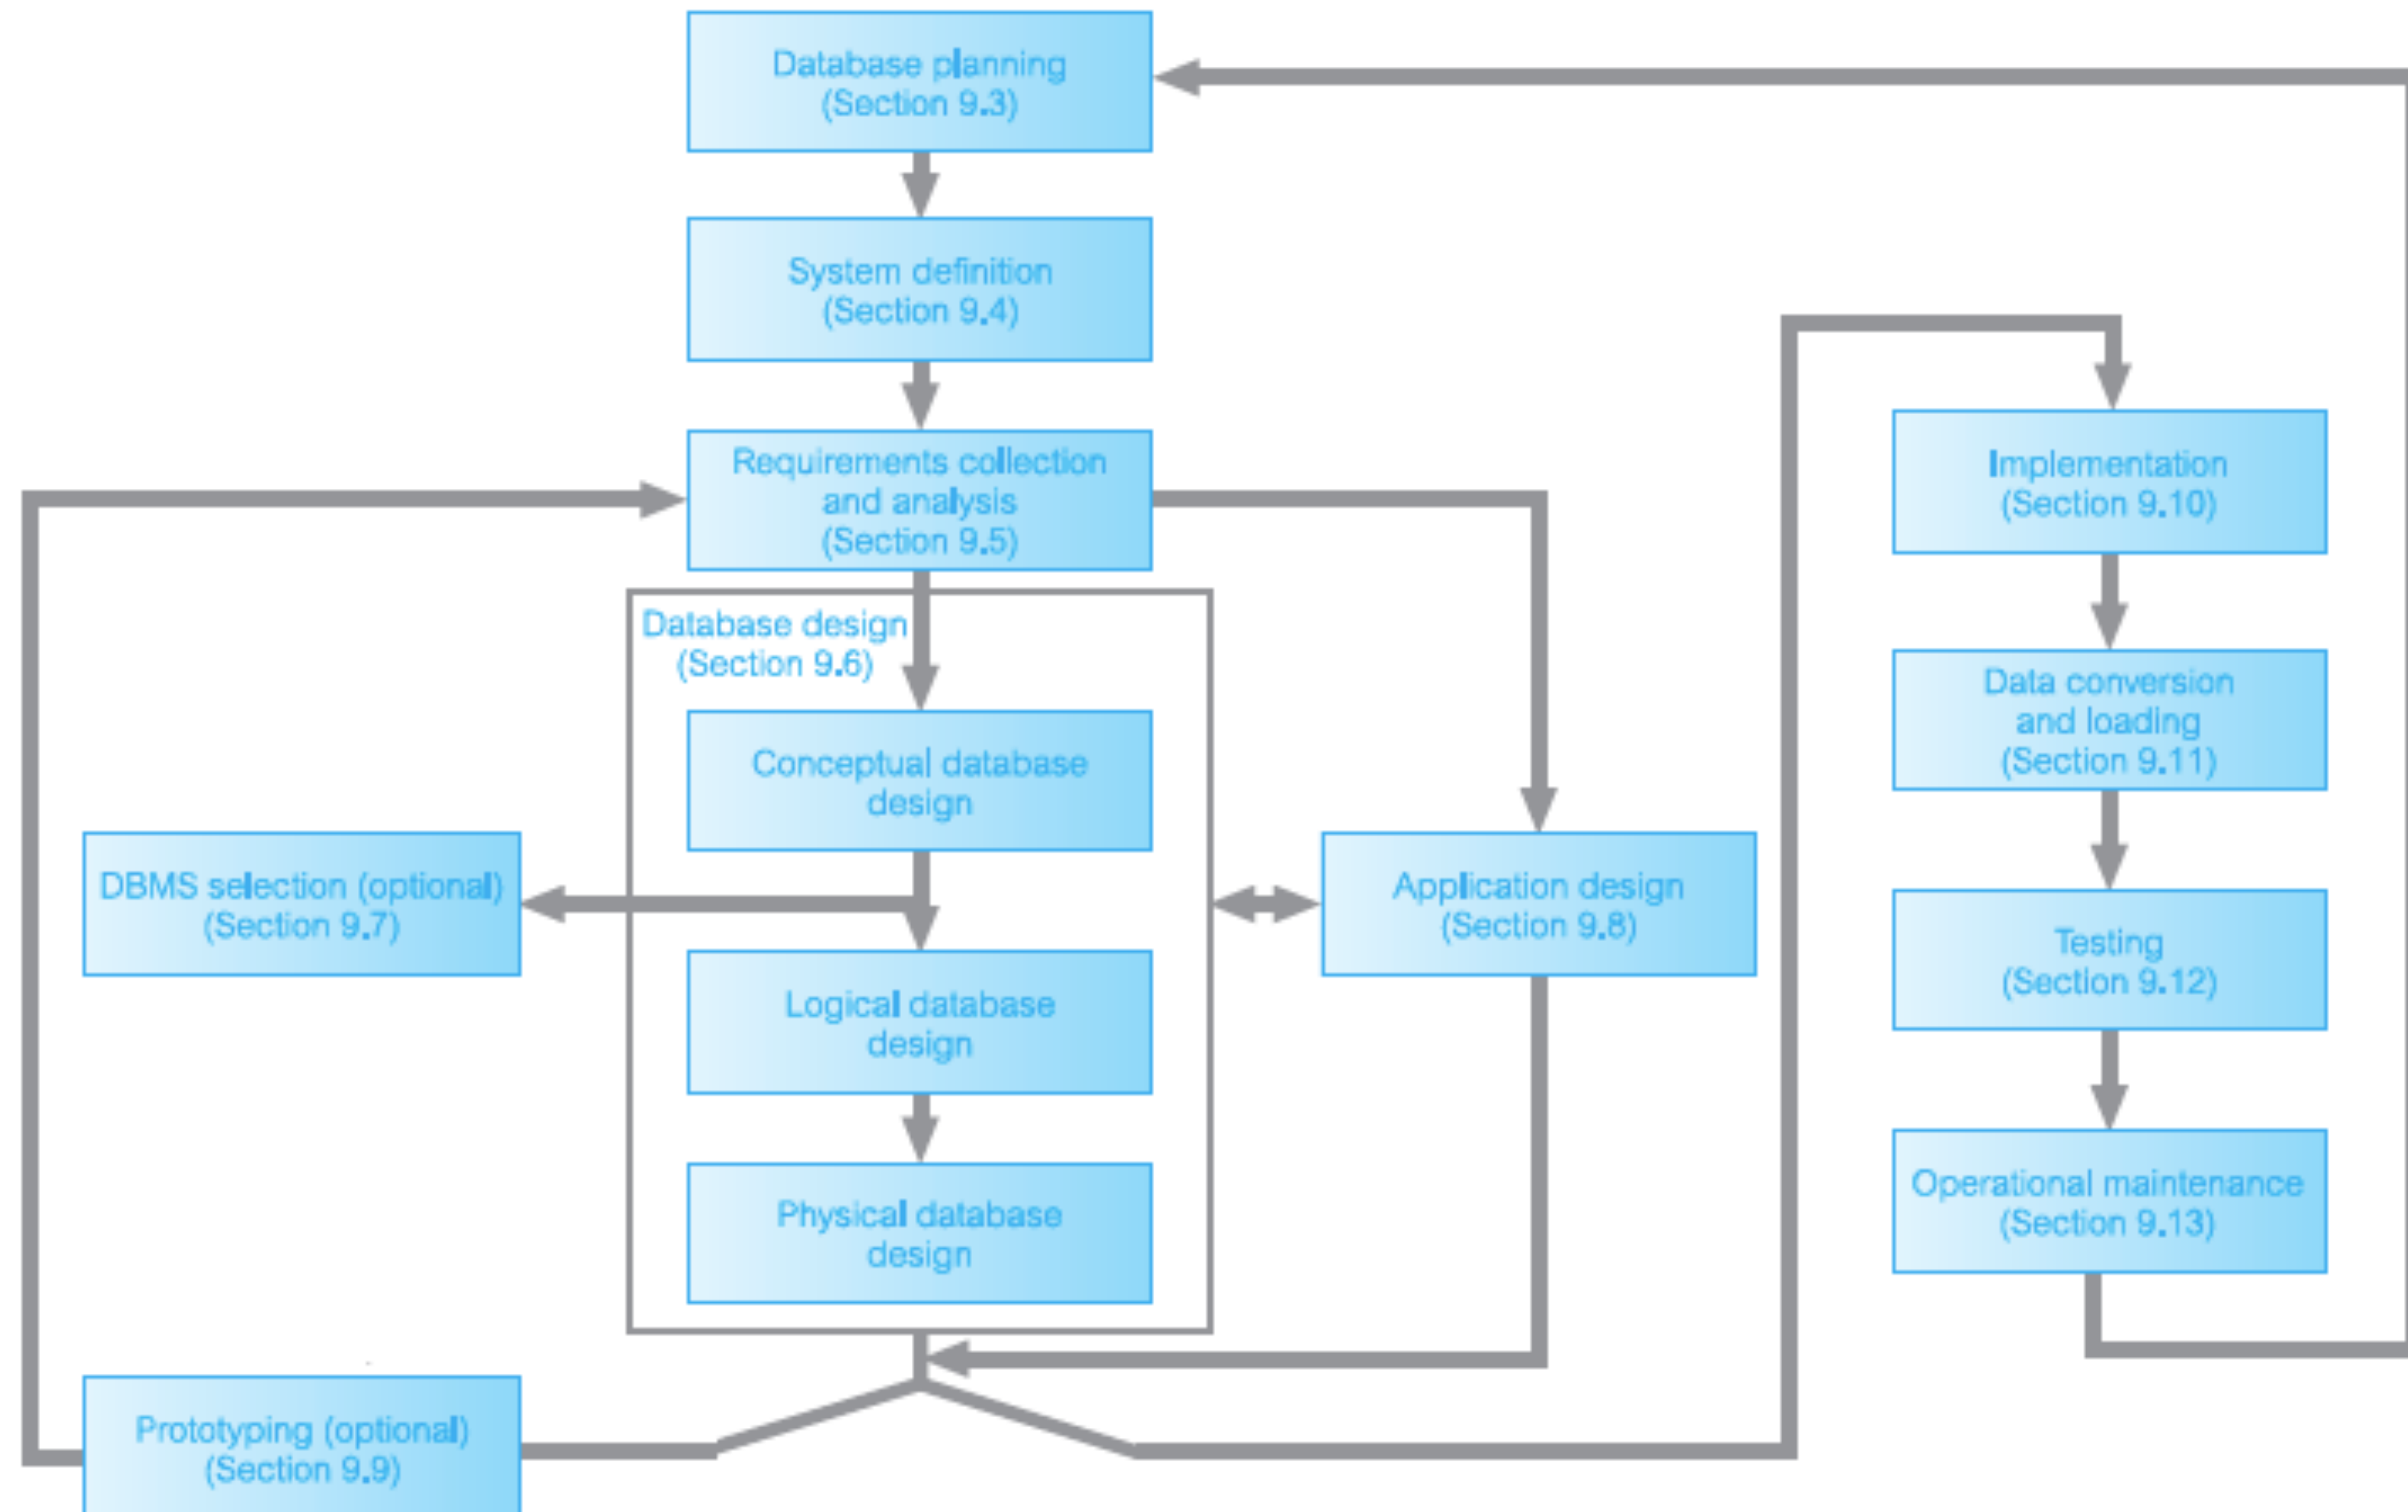 Database planning
(Section 9.3)
System definition
(Section 9.4)
Requirements collection
and analysis
(Section 9.5)
Database design
(Section 9.6)
Conceptual database
design
DBMS selection (optional)
(Section 9.7)
Logical database
design
Physical database
design
Prototyping (optional)
(Section 9.9)
Application design
(Section 9.8)
Implementation
(Section 9.10)
Data conversion
and loading
(Section 9.11)
Testing
(Section 9.12)
Operational maintenance
(Section 9.13)